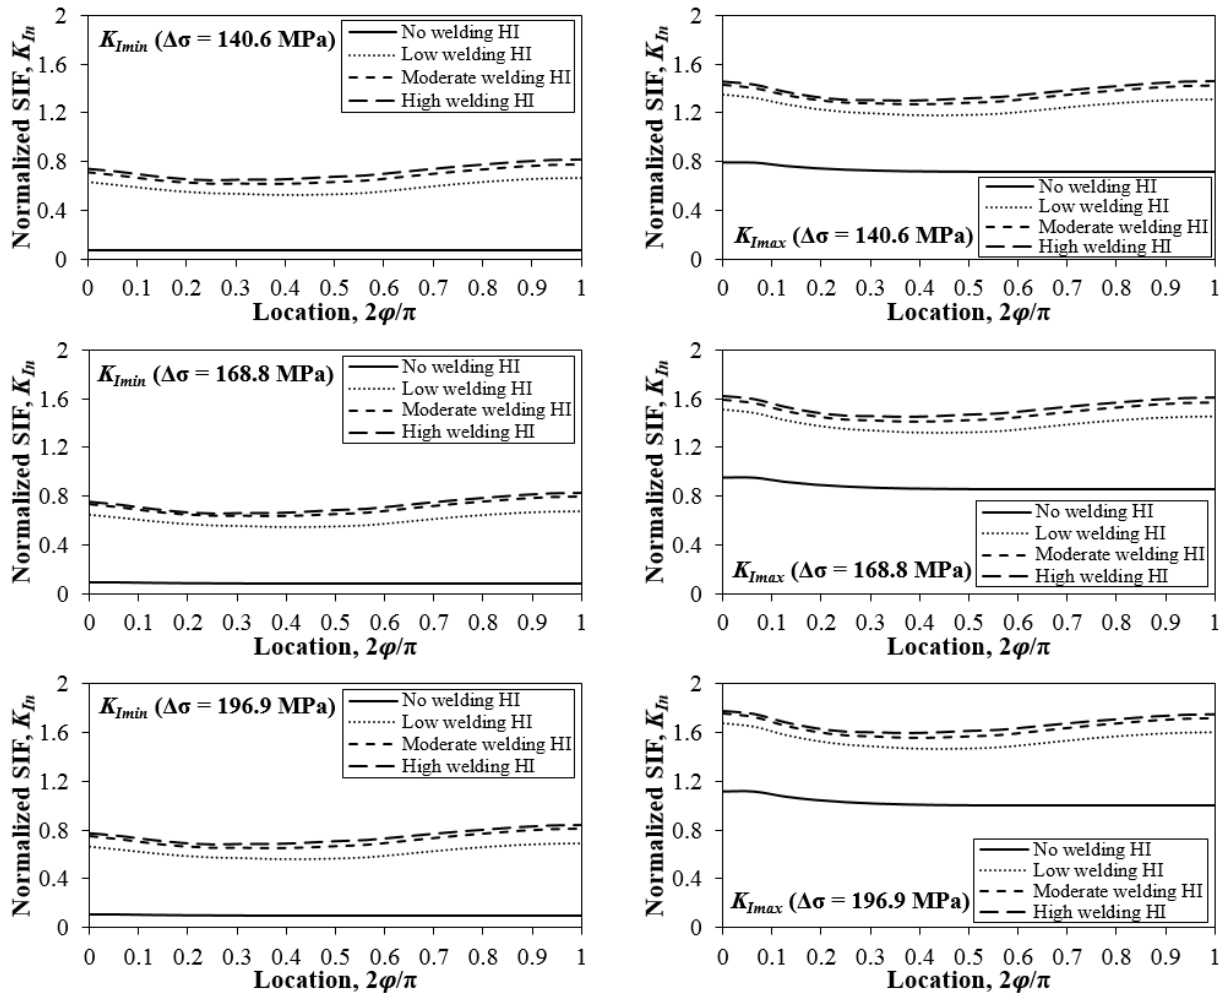 Normalized SIF, K_In
2
1.6
1.2
0.8
0.4
0
K_Imin (Δσ = 140.6 MPa)
No welding HI
Low welding HI
Moderate welding HI
High welding HI
0 0.1 0.2 0.3 0.4 0.5 0.6 0.7 0.8 0.9 1
Location, 2φ/π
Normalized SIF, K_In
2
1.6
1.2
0.8
0.4
0
K_Imax (Δσ = 140.6 MPa)
No welding HI
Low welding HI
Moderate welding HI
High welding HI
0 0.1 0.2 0.3 0.4 0.5 0.6 0.7 0.8 0.9 1
Location, 2φ/π
Normalized SIF, K_In
2
1.6
1.2
0.8
0.4
0
K_Imin (Δσ = 168.8 MPa)
No welding HI
Low welding HI
Moderate welding HI
High welding HI
0 0.1 0.2 0.3 0.4 0.5 0.6 0.7 0.8 0.9 1
Location, 2φ/π
Normalized SIF, K_In
2
1.6
1.2
0.8
0.4
0
K_Imax (Δσ = 168.8 MPa)
No welding HI
Low welding HI
Moderate welding HI
High welding HI
0 0.1 0.2 0.3 0.4 0.5 0.6 0.7 0.8 0.9 1
Location, 2φ/π
Normalized SIF, K_In
2
1.6
1.2
0.8
0.4
0
K_Imin (Δσ = 196.9 MPa)
No welding HI
Low welding HI
Moderate welding HI
High welding HI
0 0.1 0.2 0.3 0.4 0.5 0.6 0.7 0.8 0.9 1
Location, 2φ/π
Normalized SIF, K_In
2
1.6
1.2
0.8
0.4
0
K_Imax (Δσ = 196.9 MPa)
No welding HI
Low welding HI
Moderate welding HI
High welding HI
0 0.1 0.2 0.3 0.4 0.5 0.6 0.7 0.8 0.9 1
Location, 2φ/π